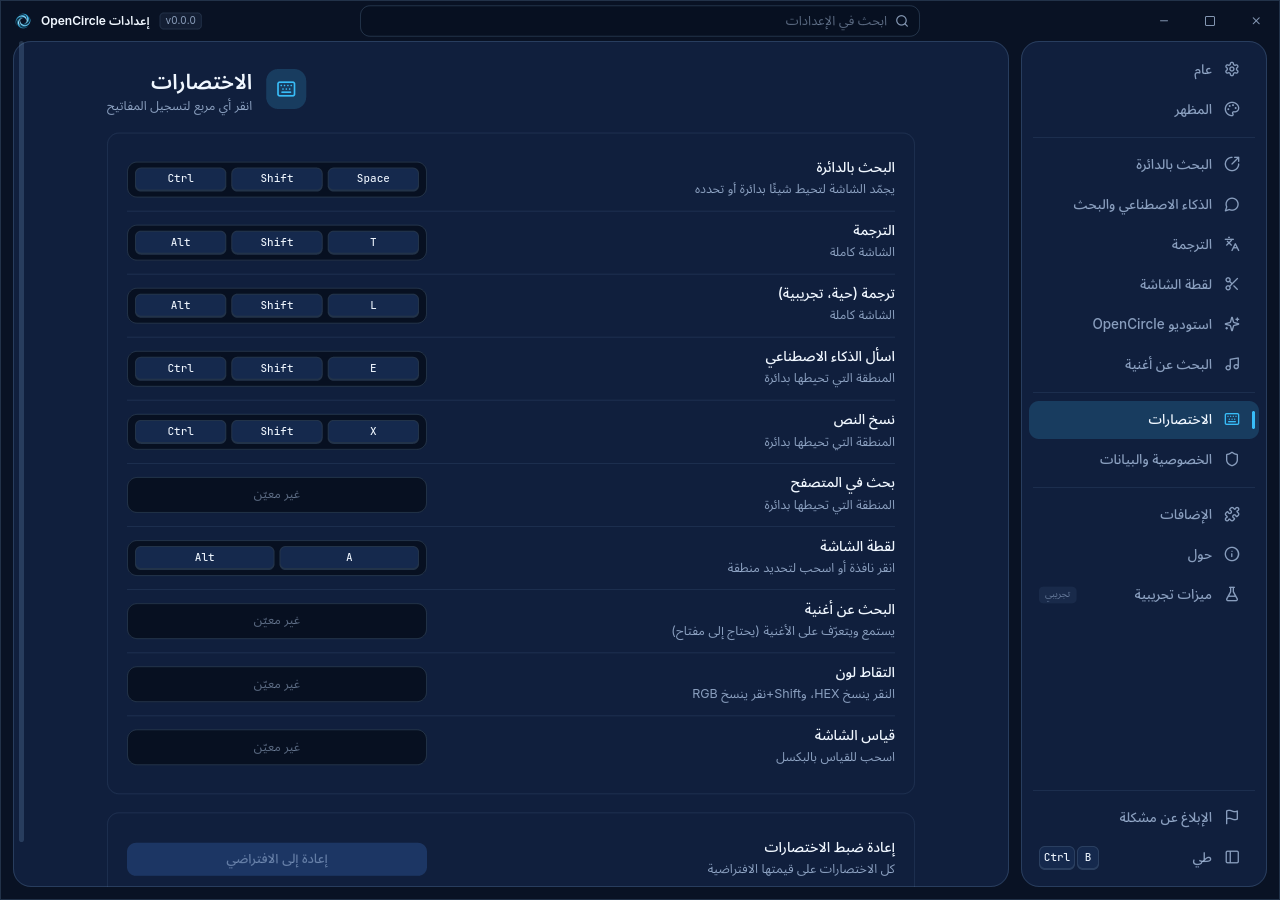 إعدادات OpenCircle
v0.0.0
ابحث في الإعدادات
عام
المظهر
البحث بالدائرة
الذكاء الاصطناعي والبحث
الترجمة
لقطة الشاشة
استوديو OpenCircle
البحث عن أغنية
الاختصارات
الخصوصية والبيانات
الإضافات
حول
ميزات تجريبية
تجريبي
الإبلاغ عن مشكلة
طي
Ctrl B
الاختصارات
انقر أي مربع لتسجيل المفاتيح
البحث بالدائرة
يجمّد الشاشة لتحيط شيئًا بدائرة أو تحدده
Ctrl Shift Space
الترجمة
الشاشة كاملة
Alt Shift T
ترجمة (حية، تجريبية)
الشاشة كاملة
Alt Shift L
اسأل الذكاء الاصطناعي
المنطقة التي تحيطها بدائرة
Ctrl Shift E
نسخ النص
المنطقة التي تحيطها بدائرة
Ctrl Shift X
بحث في المتصفح
المنطقة التي تحيطها بدائرة
غير معيّن
لقطة الشاشة
انقر نافذة أو اسحب لتحديد منطقة
Alt A
البحث عن أغنية
يستمع ويتعرّف على الأغنية (يحتاج إلى مفتاح)
غير معيّن
التقاط لون
النقر ينسخ HEX، وShift+نقر ينسخ RGB
غير معيّن
قياس الشاشة
اسحب للقياس بالبكسل
غير معيّن
إعادة ضبط الاختصارات
كل الاختصارات على قيمتها الافتراضية
إعادة إلى الافتراضي